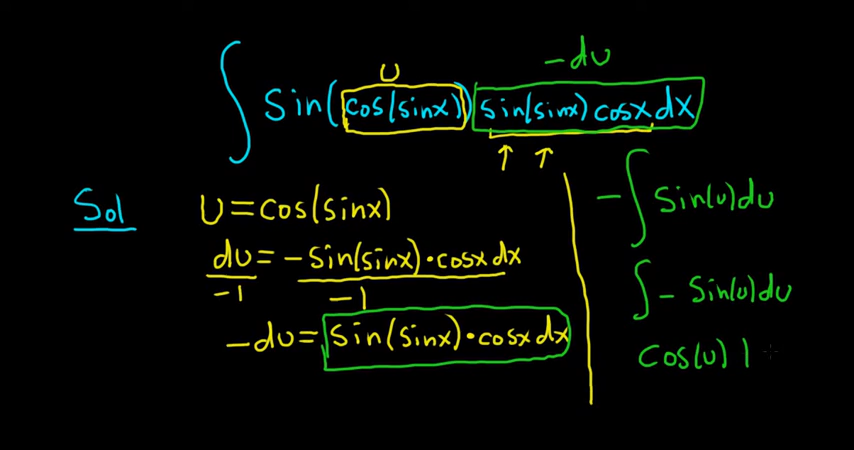 -du
U
∫ Sin(cos(sinx)) sin(sinx) cosx dx
Sol
U = cos(sinx)
du = -sin(sinx)·cosx dx
-1 -1
-du = sin(sinx)·cosx dx
-∫ Sin(u) du
∫ - Sin(u) du
Cos(u) |